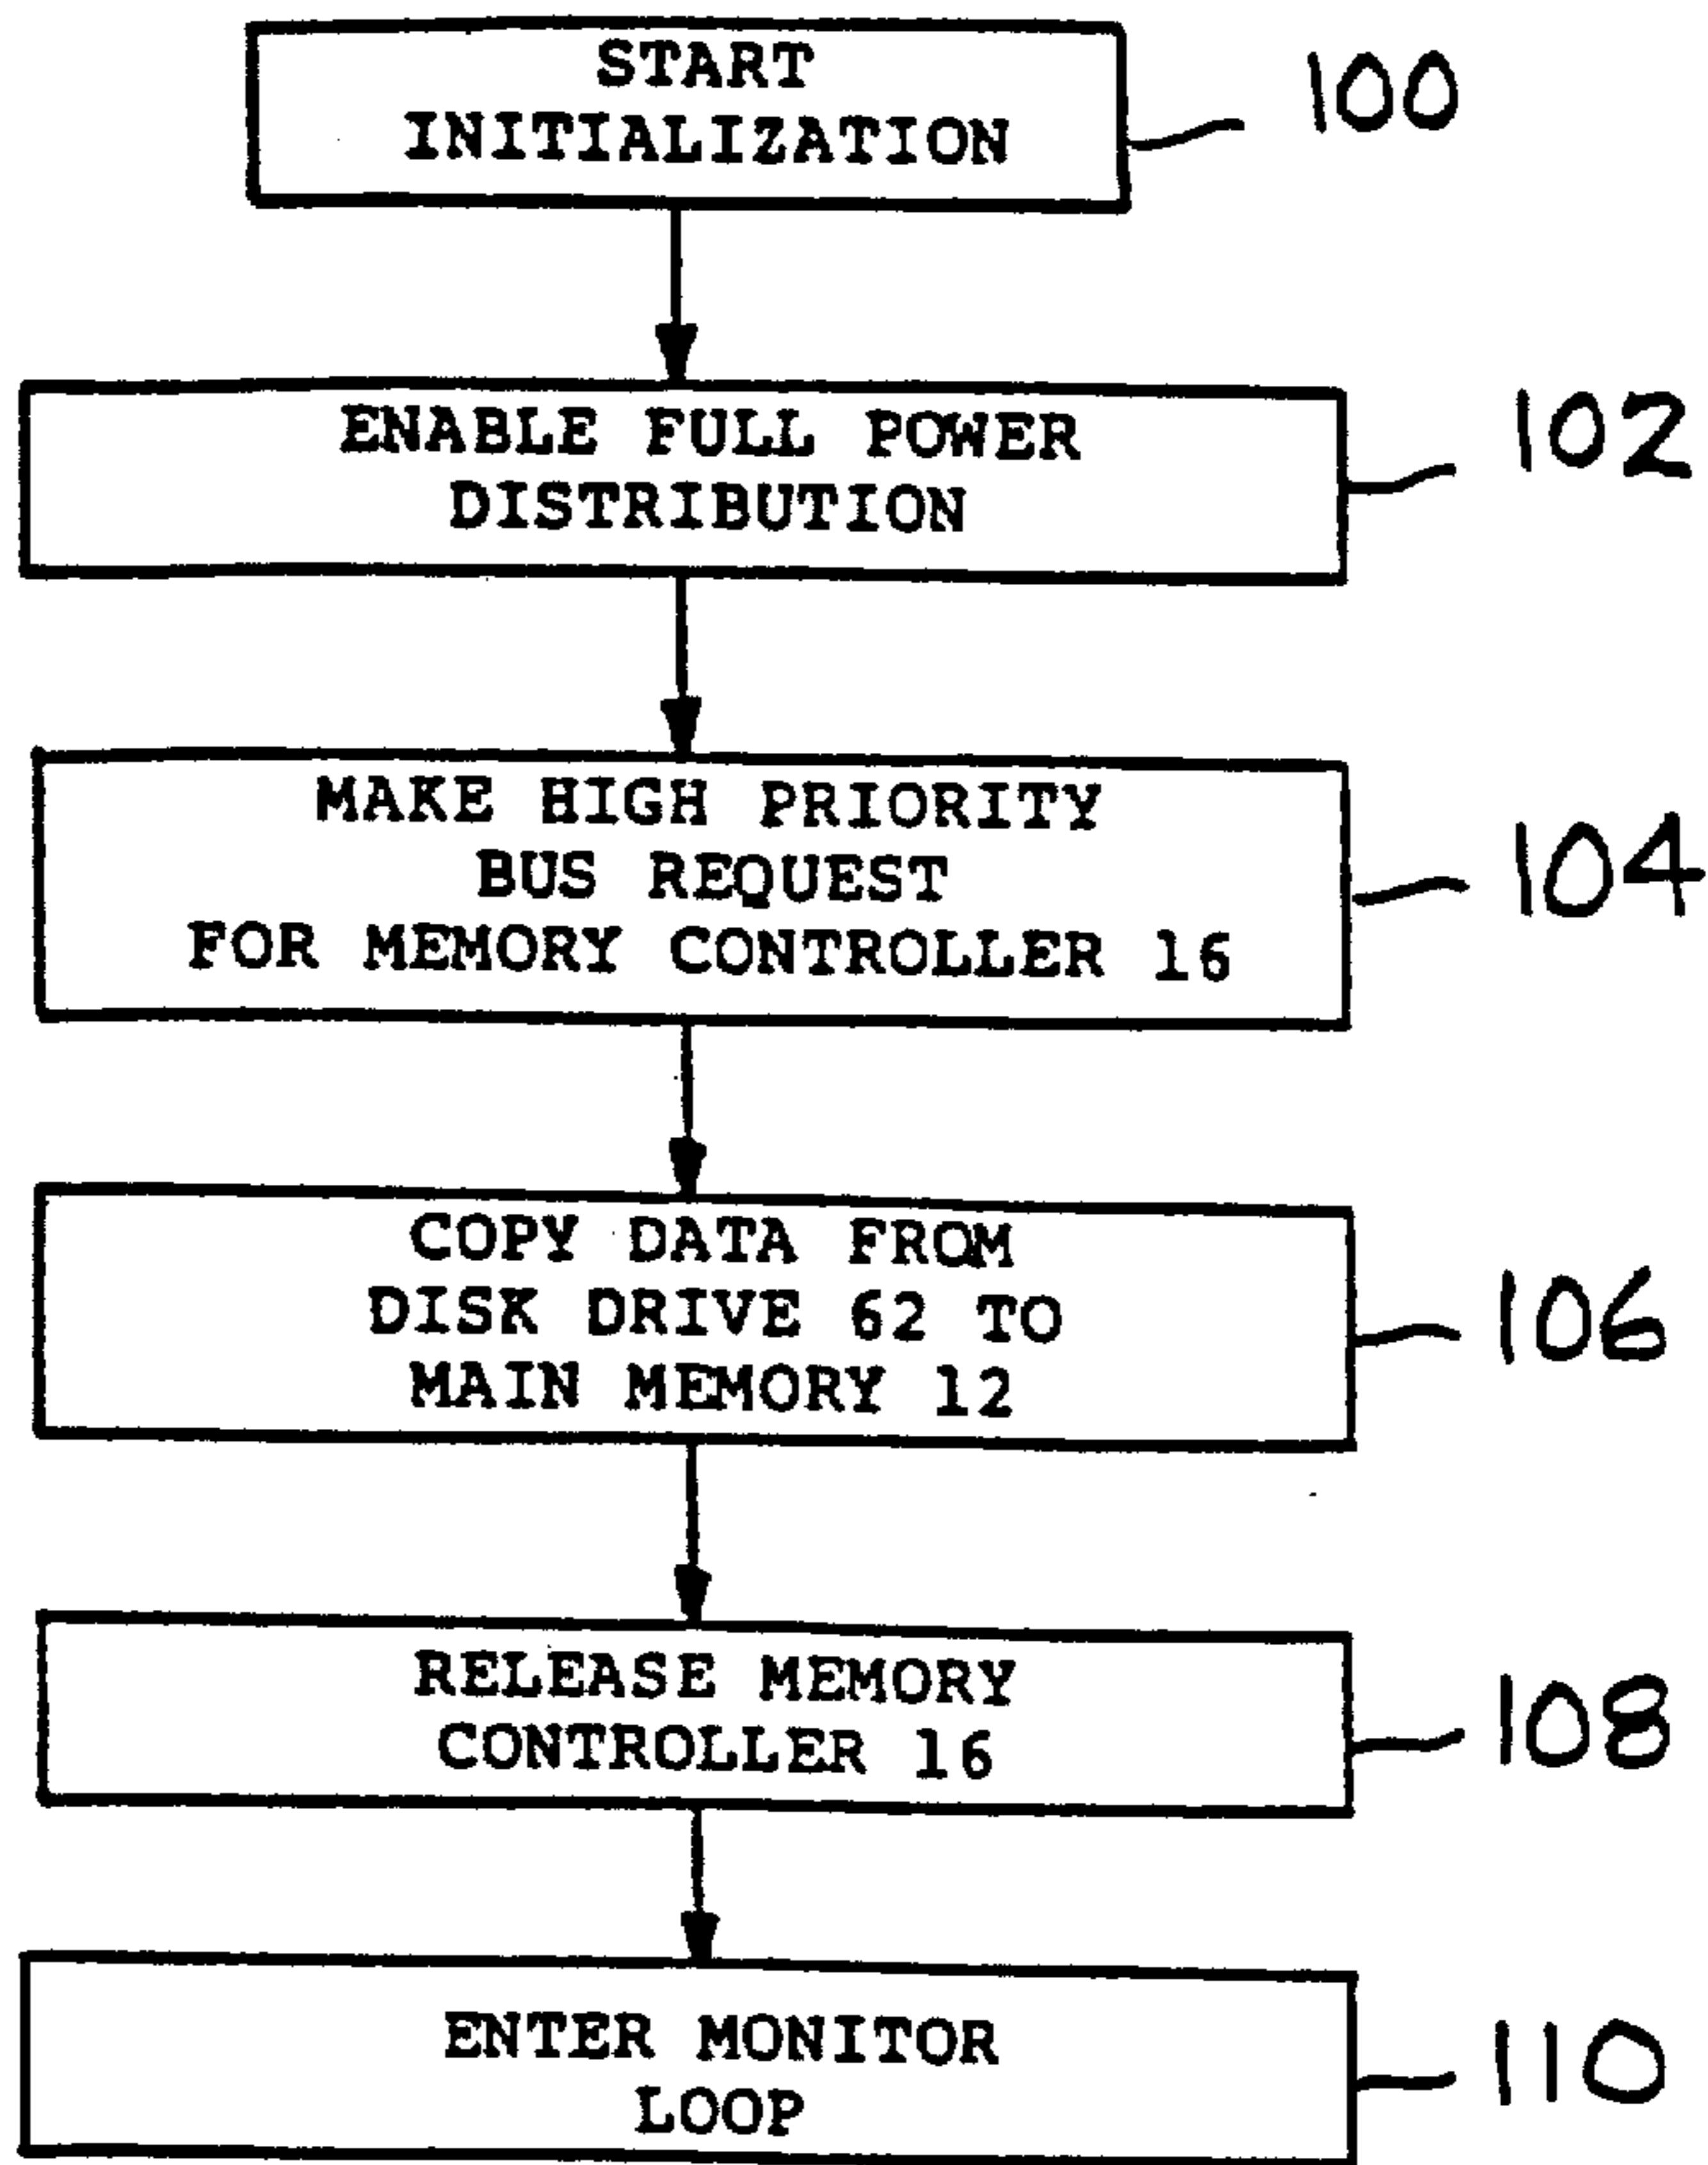 START
INITIALIZATION
100
ENABLE FULL POWER
DISTRIBUTION
102
MAKE HIGH PRIORITY
BUS REQUEST
FOR MEMORY CONTROLLER 16
104
COPY DATA FROM
DISK DRIVE 62 TO
MAIN MEMORY 12
106
RELEASE MEMORY
CONTROLLER 16
108
ENTER MONITOR
LOOP
110